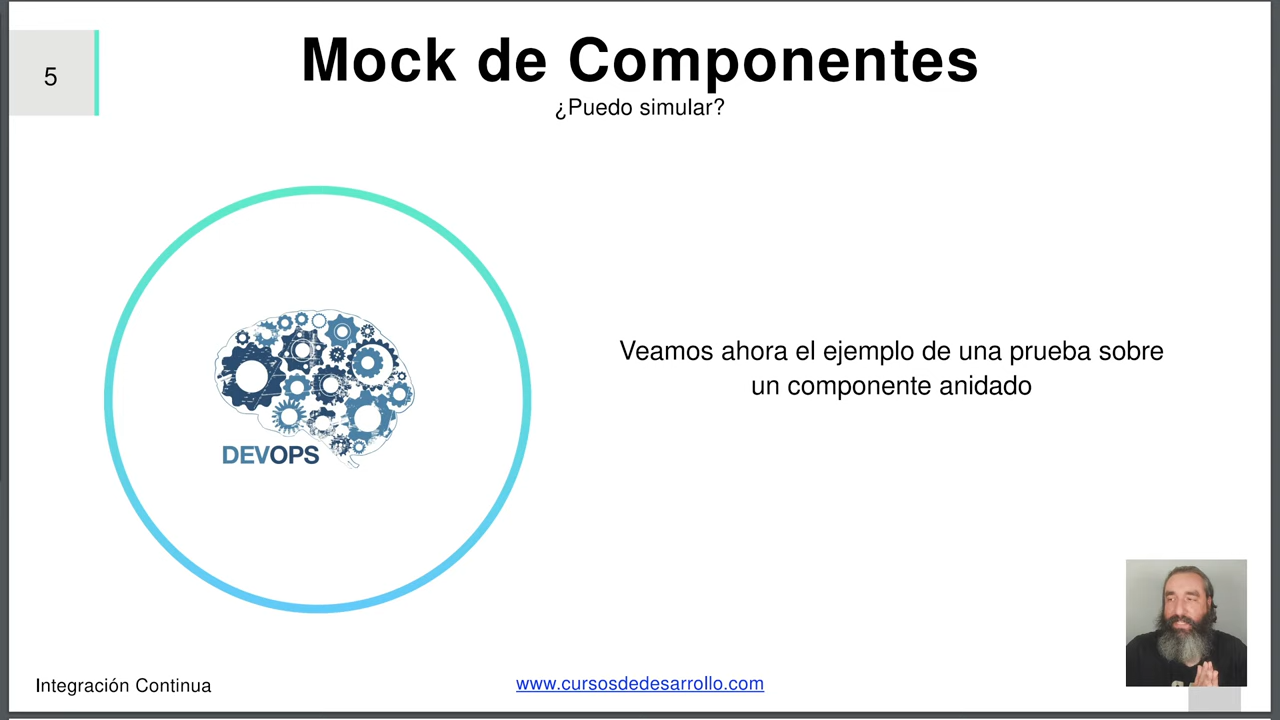 5
Mock de Componentes
¿Puedo simular?
DEVOPS
Veamos ahora el ejemplo de una prueba sobre
un componente anidado
Integración Continua
www.cursosdedesarrollo.com